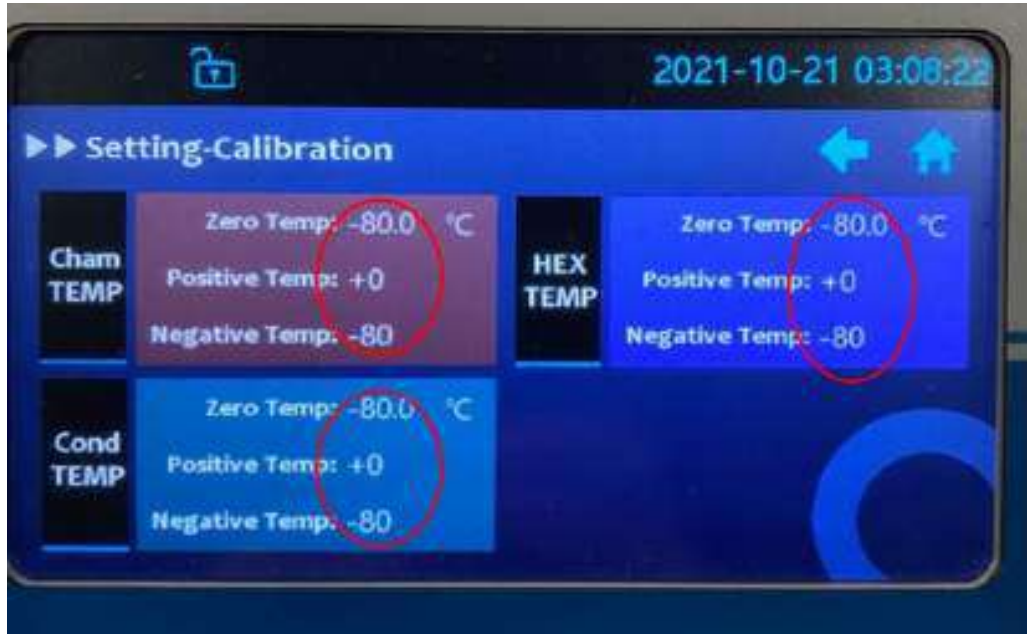 2021-10-21 03:08:22
Setting-Calibration
Cham TEMP
Zero Temp: -80.0 °C
Positive Temp: +0
Negative Temp: -80
HEX TEMP
Zero Temp: -80.0 °C
Positive Temp: +0
Negative Temp: -80
Cond TEMP
Zero Temp: -80.0 °C
Positive Temp: +0
Negative Temp: -80